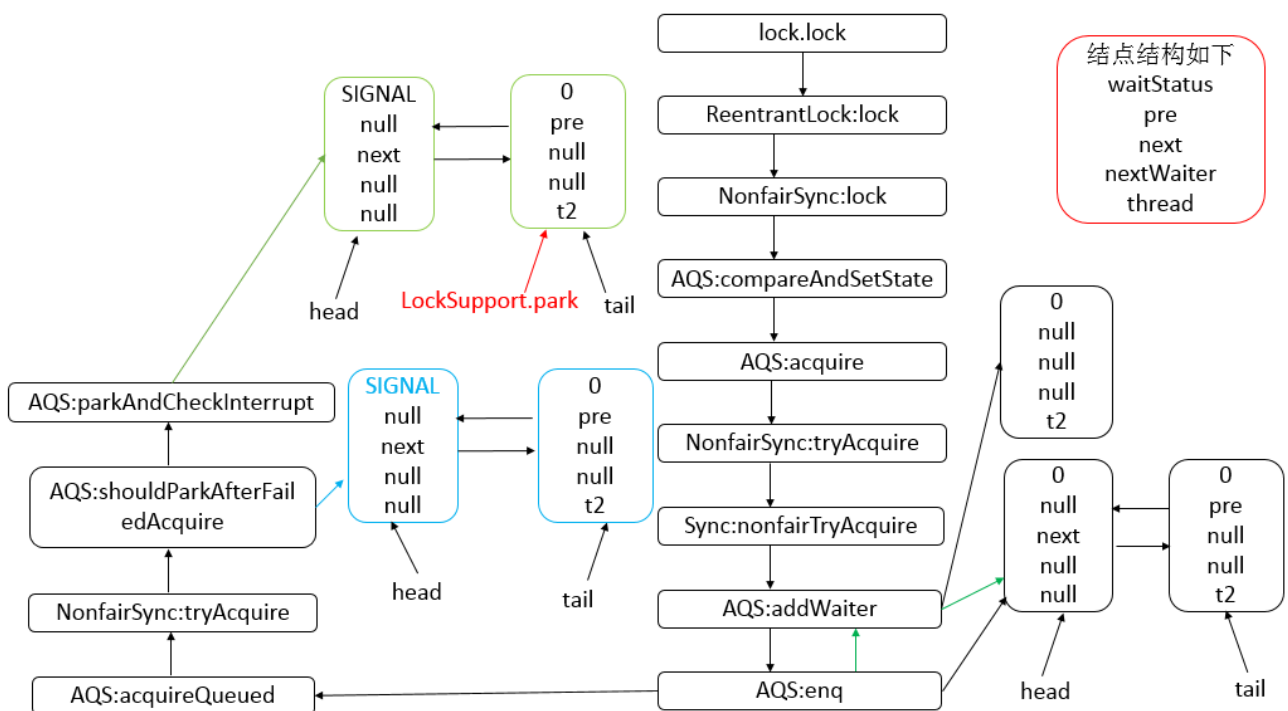 lock.lock
ReentrantLock:lock
NonfairSync:lock
AQS:compareAndSetState
AQS:acquire
NonfairSync:tryAcquire
Sync:nonfairTryAcquire
AQS:addWaiter
AQS:enq
结点结构如下
waitStatus
pre
next
nextWaiter
thread
0
null
null
null
t2
0
null
next
null
null
0
pre
null
null
t2
head
tail
SIGNAL
null
next
null
null
0
pre
null
null
t2
head
LockSupport.park
tail
AQS:parkAndCheckInterrupt
SIGNAL
null
next
null
null
0
pre
null
null
t2
head
tail
AQS:shouldParkAfterFail
edAcquire
NonfairSync:tryAcquire
AQS:acquireQueued